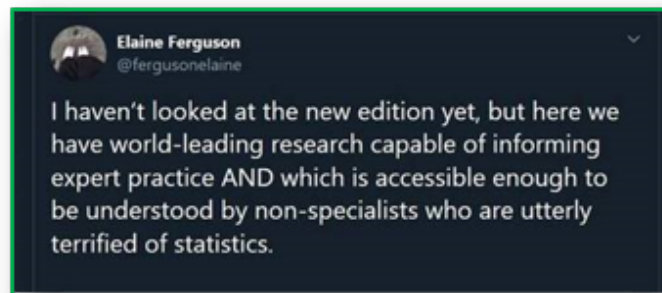 Elaine Ferguson
@fergusonelaine
I haven't looked at the new edition yet, but here we
have world-leading research capable of informing
expert practice AND which is accessible enough to
be understood by non-specialists who are utterly
terrified of statistics.